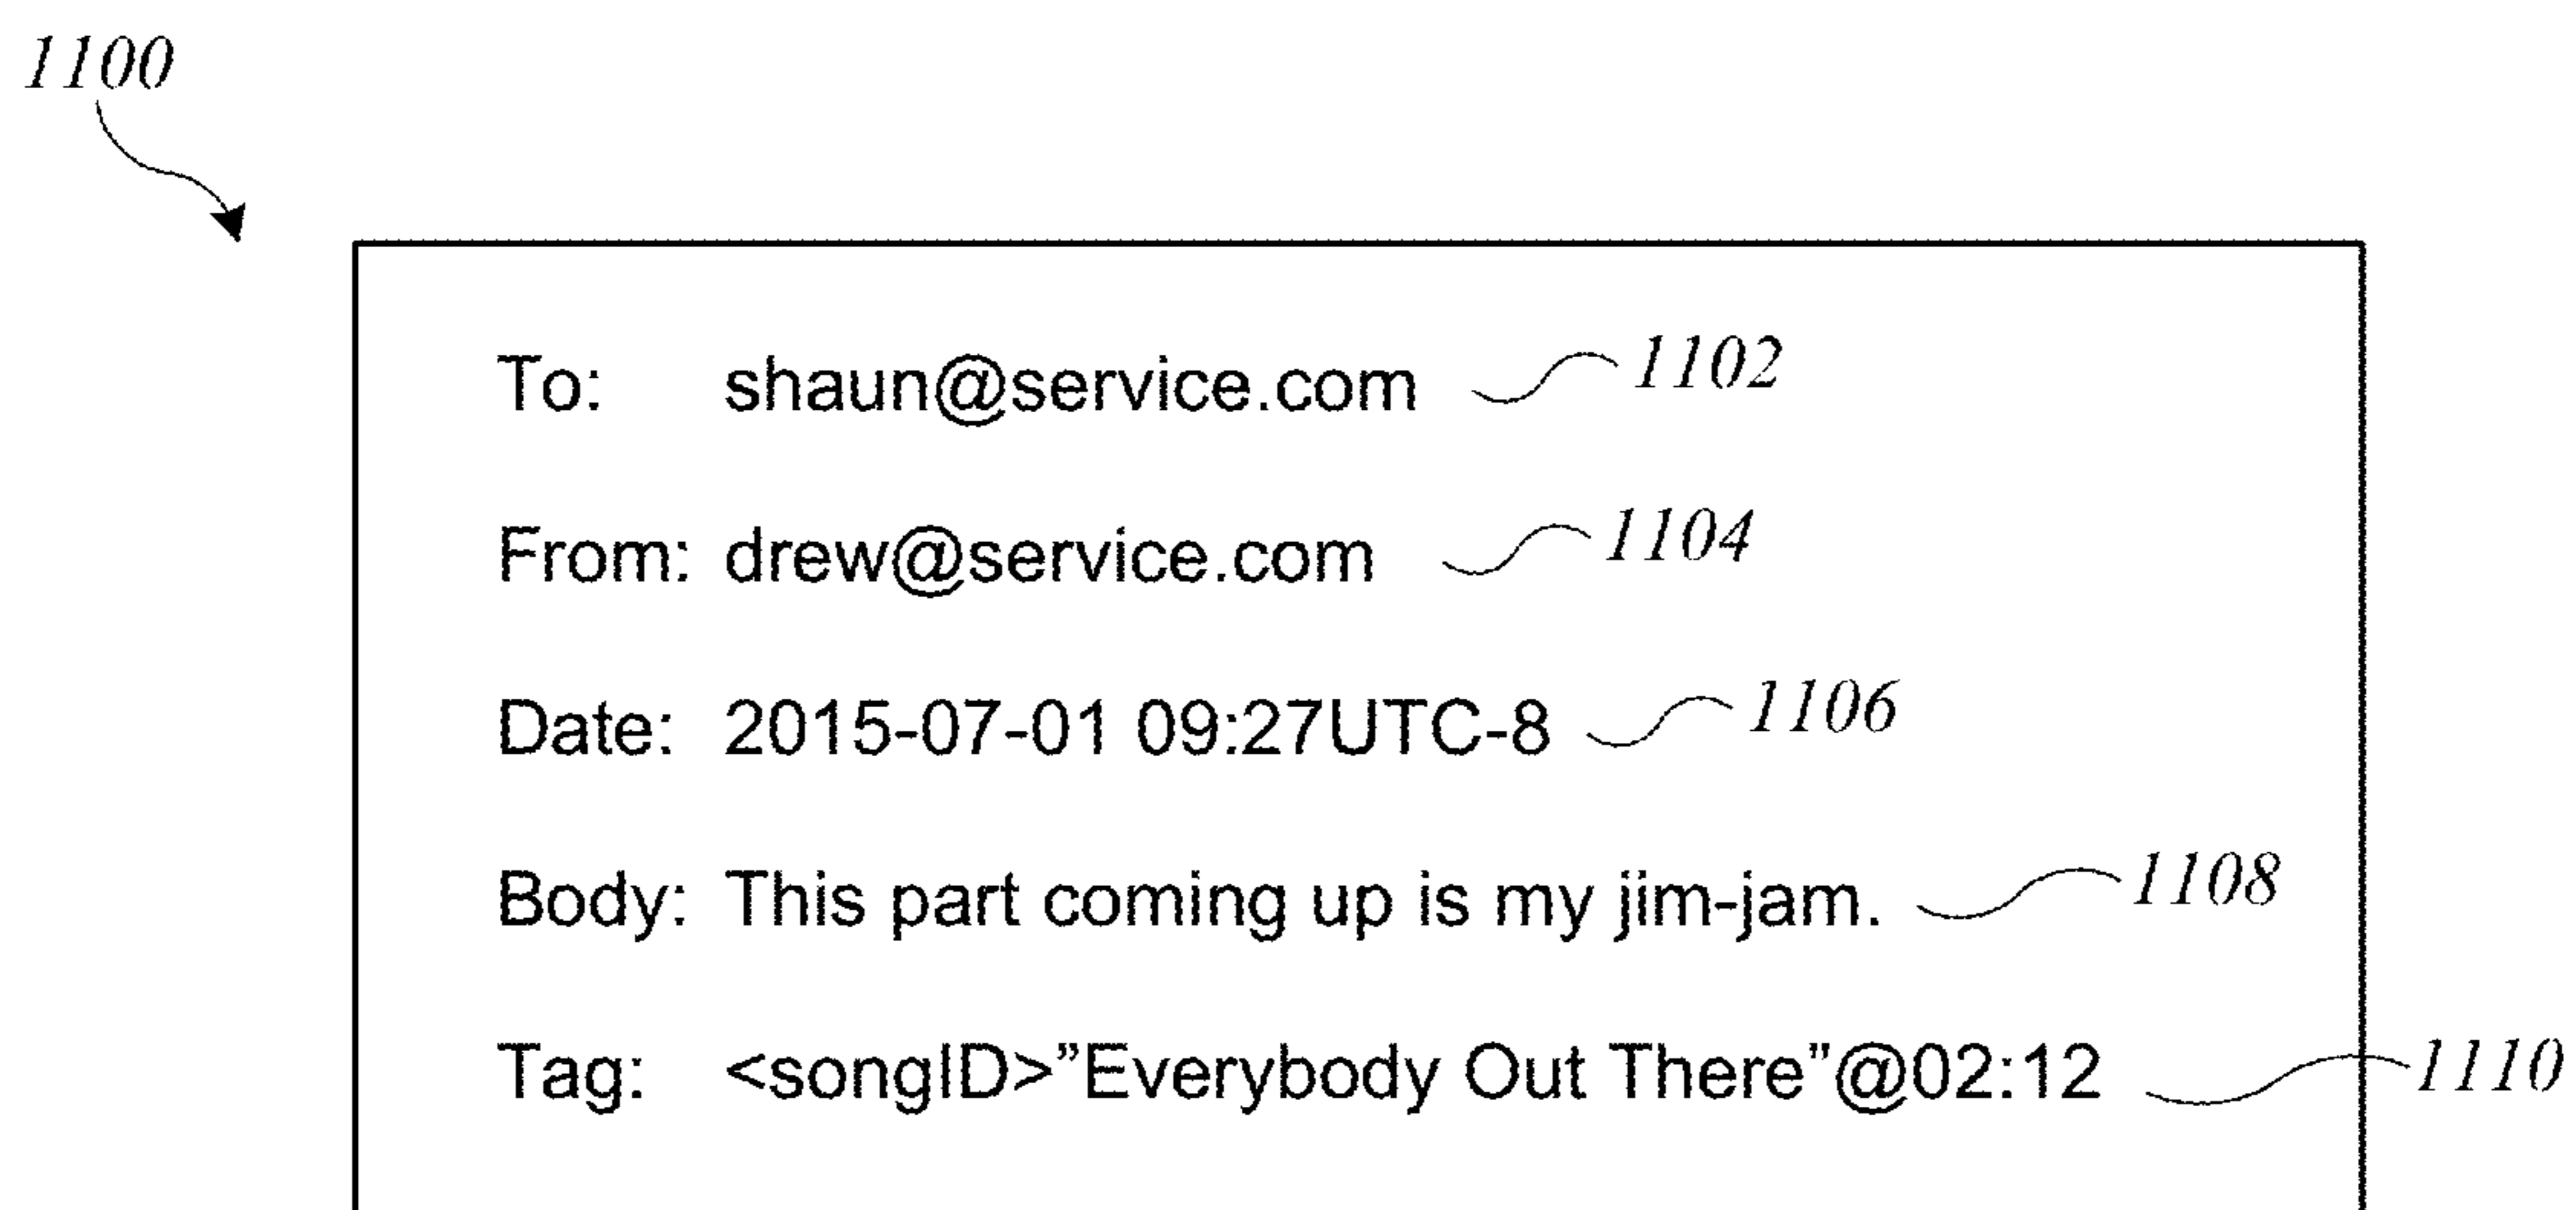 1100
To: shaun@service.com 1102
From: drew@service.com 1104
Date: 2015-07-01 09:27UTC-8 1106
Body: This part coming up is my jim-jam. 1108
Tag: <songID>”Everybody Out There”@02:12 1110